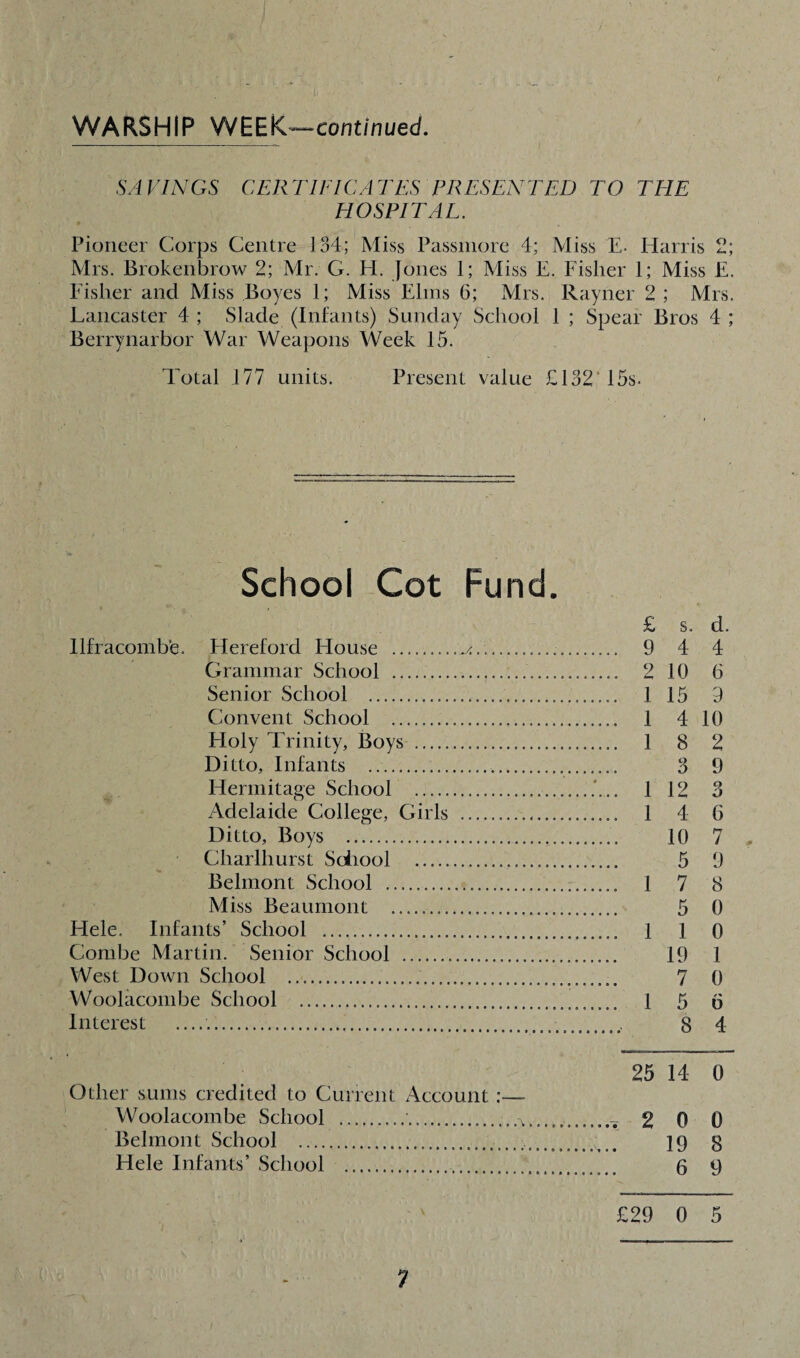 WARSHIP WEEK—continued.
SAVINGS CERTIFICATES PRESENTED TO THE
HOSPITAL.
Pioneer Corps Centre 134; Miss Passmore 4; Miss E. Harris 2;
Mrs. Brokenbrow 2; Mr. G. H. Jones 1; Miss E. Fisher 1; Miss E.
Fisher and Miss Boyes 1; Miss Elms 6; Mrs. Rayner 2 ; Mrs.
Lancaster 4 ; Slade (Infants) Sunday School 1 ; Spear Bros 4 ;
Berrynarbor War Weapons Week 15.
Total 177 units. Present value £132 15s.
School Cot Fund.
£ s. d.
Ilfracombe. Hereford House .......... 9 4 4
Grammar School .......... 2 10 6
Senior School .......... 1 15 9
Convent School .......... 1 4 10
Holy Trinity, Boys .......... 1 8 2
Ditto, Infants .......... 3 9
Hermitage School .......... 1 12 3
Adelaide College, Girls .......... 1 4 6
Ditto, Boys .......... 10 7
Charlhurst School .......... 5 9
Belmont School .......... 1 7 8
Miss Beaumont .......... 5 0
Hele. Infants' School .......... 1 1 0
Combe Martin. Senior School .......... 19 1
West Down School .......... 7 0
Woolacombe School .......... 1 5 6
Interest .......... 8 4
25 14 0
Other sums credited to Current Account :—
Woolacombe School .......... 2 0 0
Belmont School .......... 19 8
Hele Infants' School .......... 6 9
£29 0 5
7